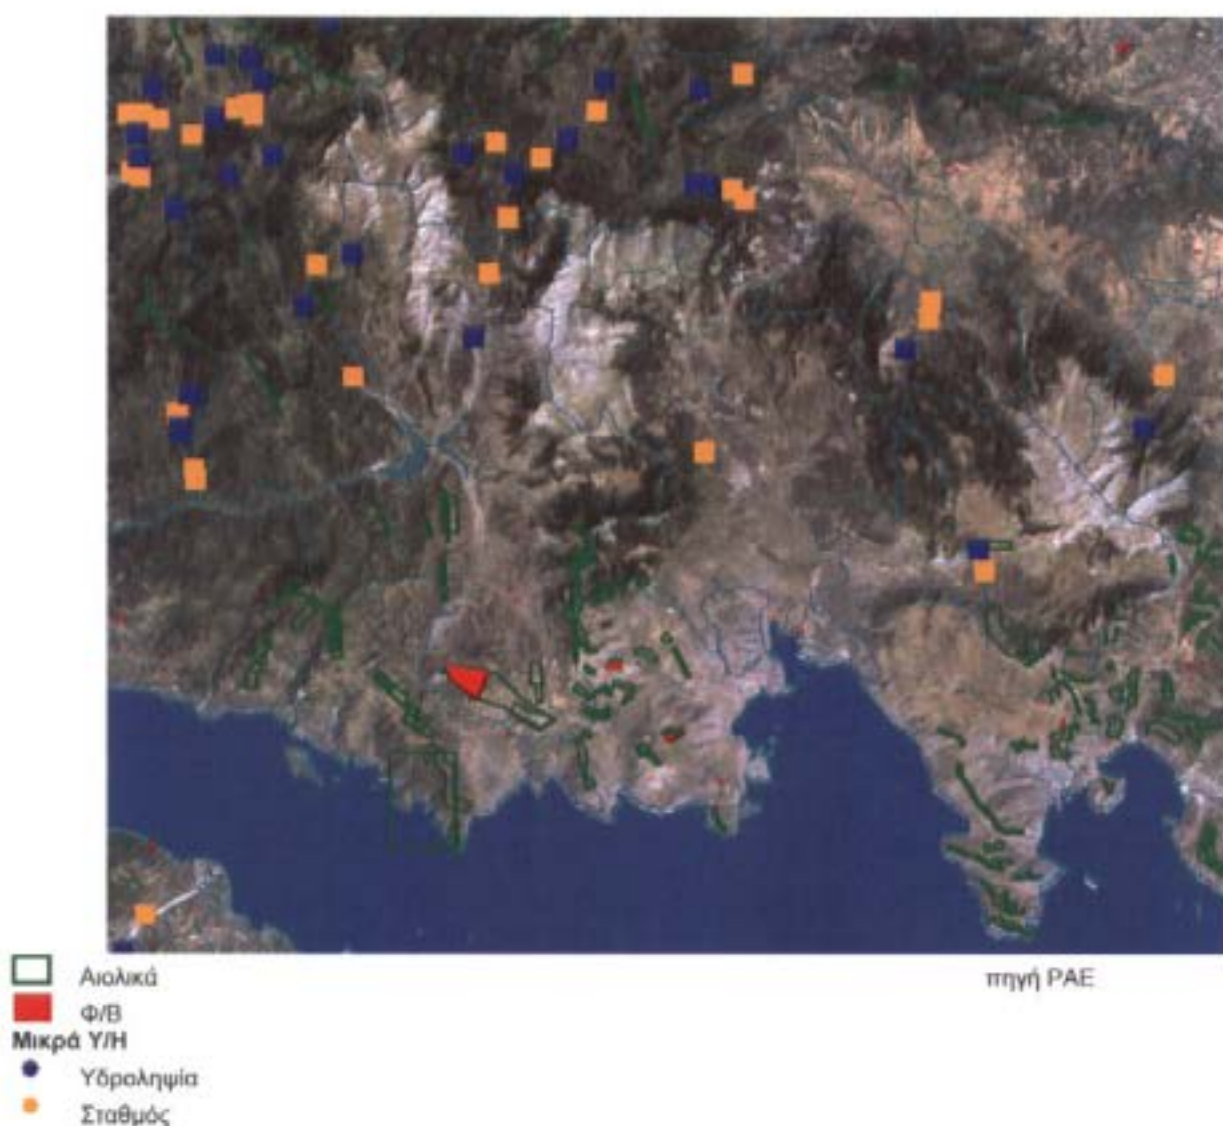 Αιολικά
πηγή ΡΑΕ
Φ/Β
Μικρά Υ/Η
Υδροληψία
Σταθμός